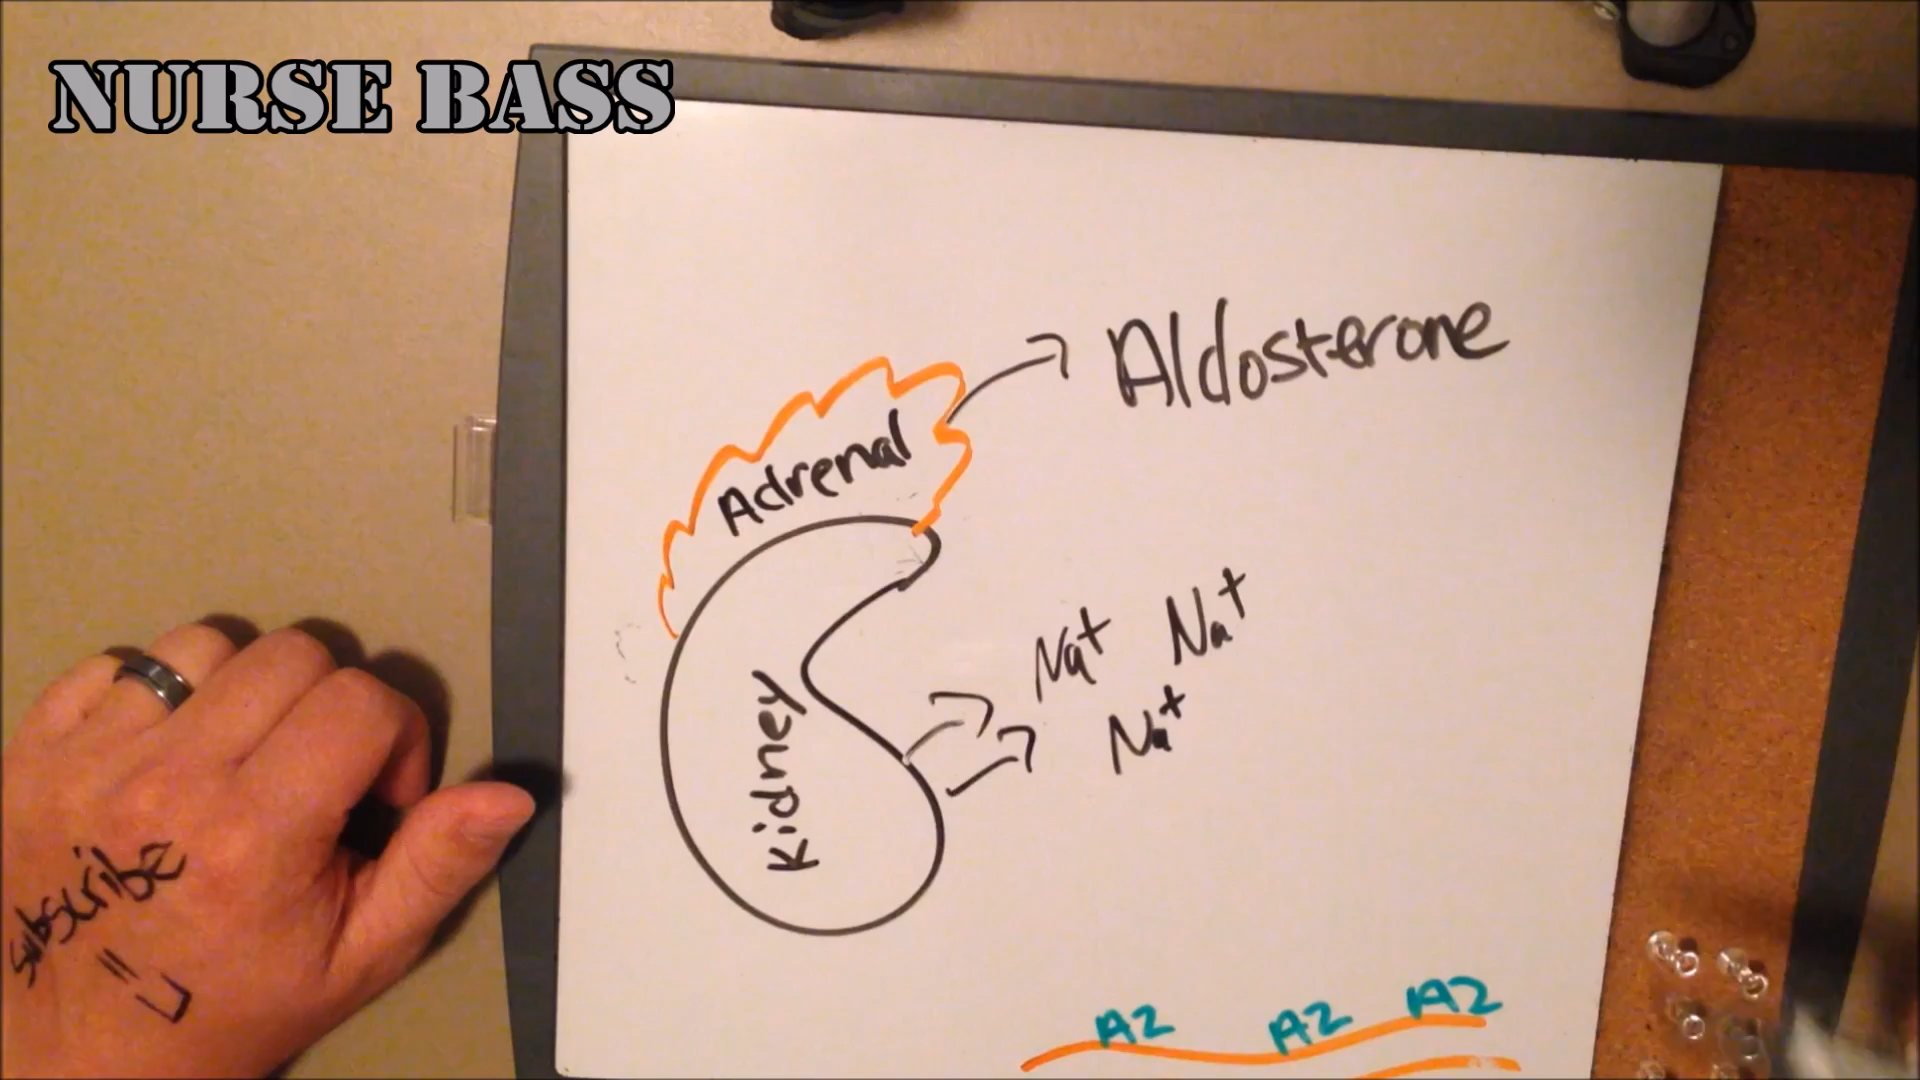 NURSE BASS
Aldosterone
Adrenal
Na+ Na+
Na+
Kidney
subscribe
A2 A2 A2